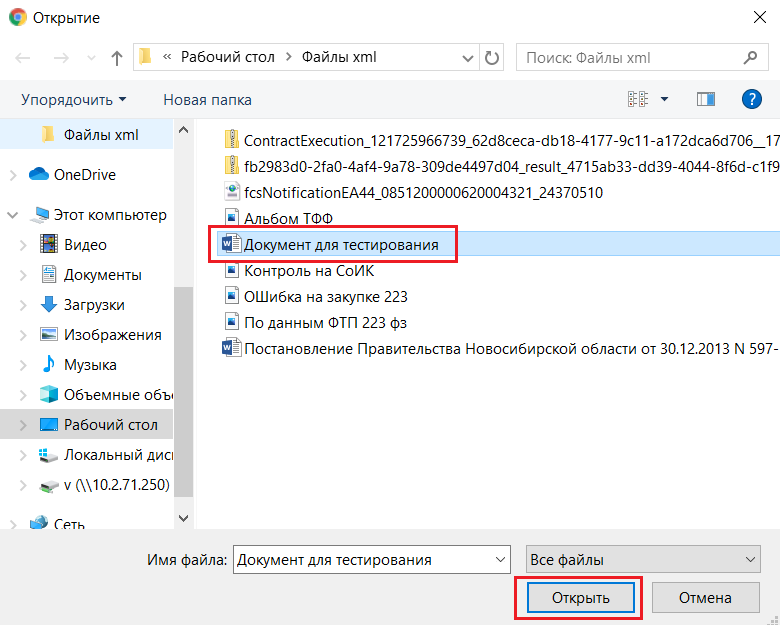 Открытие
« Рабочий стол > Файлы xml
Поиск: Файлы xml
Упорядочить
Новая папка
?
Файлы xml
OneDrive
Этот компьютер
Видео
Документы
Загрузки
Изображения
Музыка
Объемные объ
Рабочий стол
Локальный дис
v (\\10.2.71.250)
Сеть
ContractExecution_121725966739_62d8ceca-db18-4177-9c11-a172dca6d706__17
fb2983d0-2fa0-4af4-9a78-309de4497d04_result_4715ab33-dd39-4044-8f6d-c1f9
fcsNotificationEA44_0851200000620004321_24370510
Альбом ТФФ
Документ для тестирования
Контроль на СоИК
ОШибка на закупке 223
По данным ФТП 223 фз
Постановление Правительства Новосибирской области от 30.12.2013 N 597-
Имя файла:
Документ для тестирования
Все файлы
Открыть
Отмена